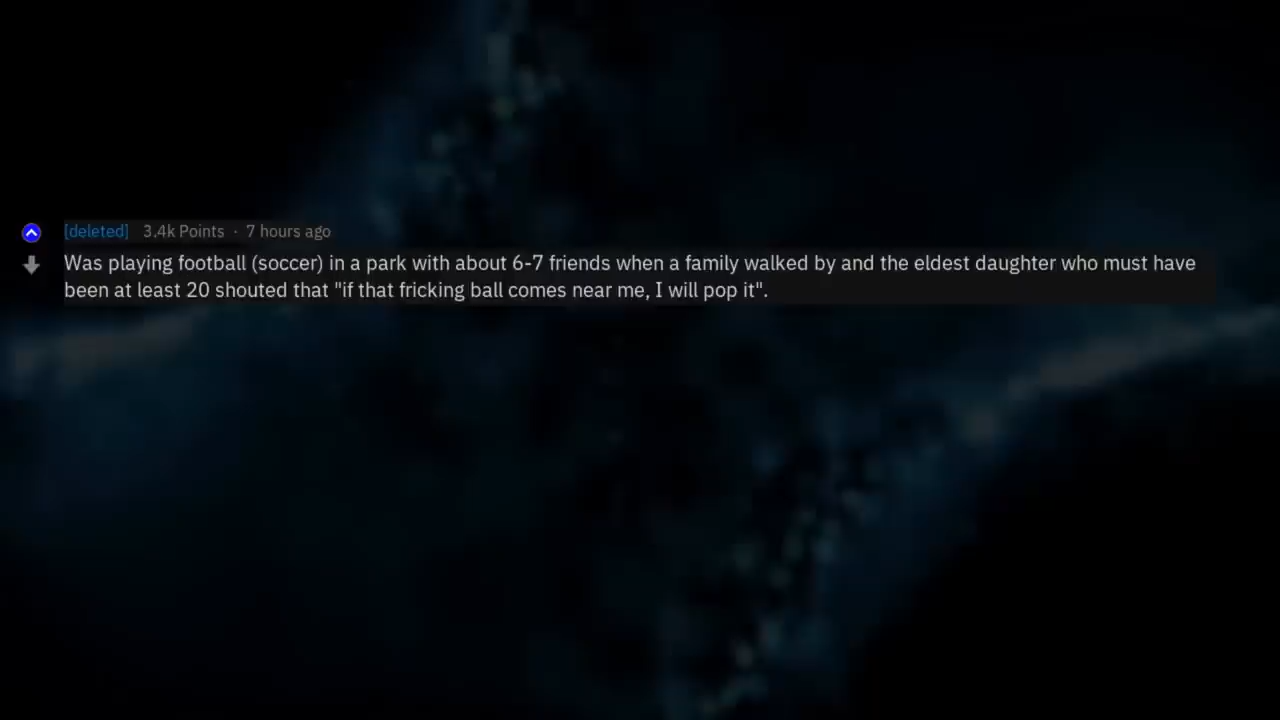 [deleted] 3.4k Points · 7 hours ago
Was playing football (soccer) in a park with about 6-7 friends when a family walked by and the eldest daughter who must have
been at least 20 shouted that "if that fricking ball comes near me, I will pop it".